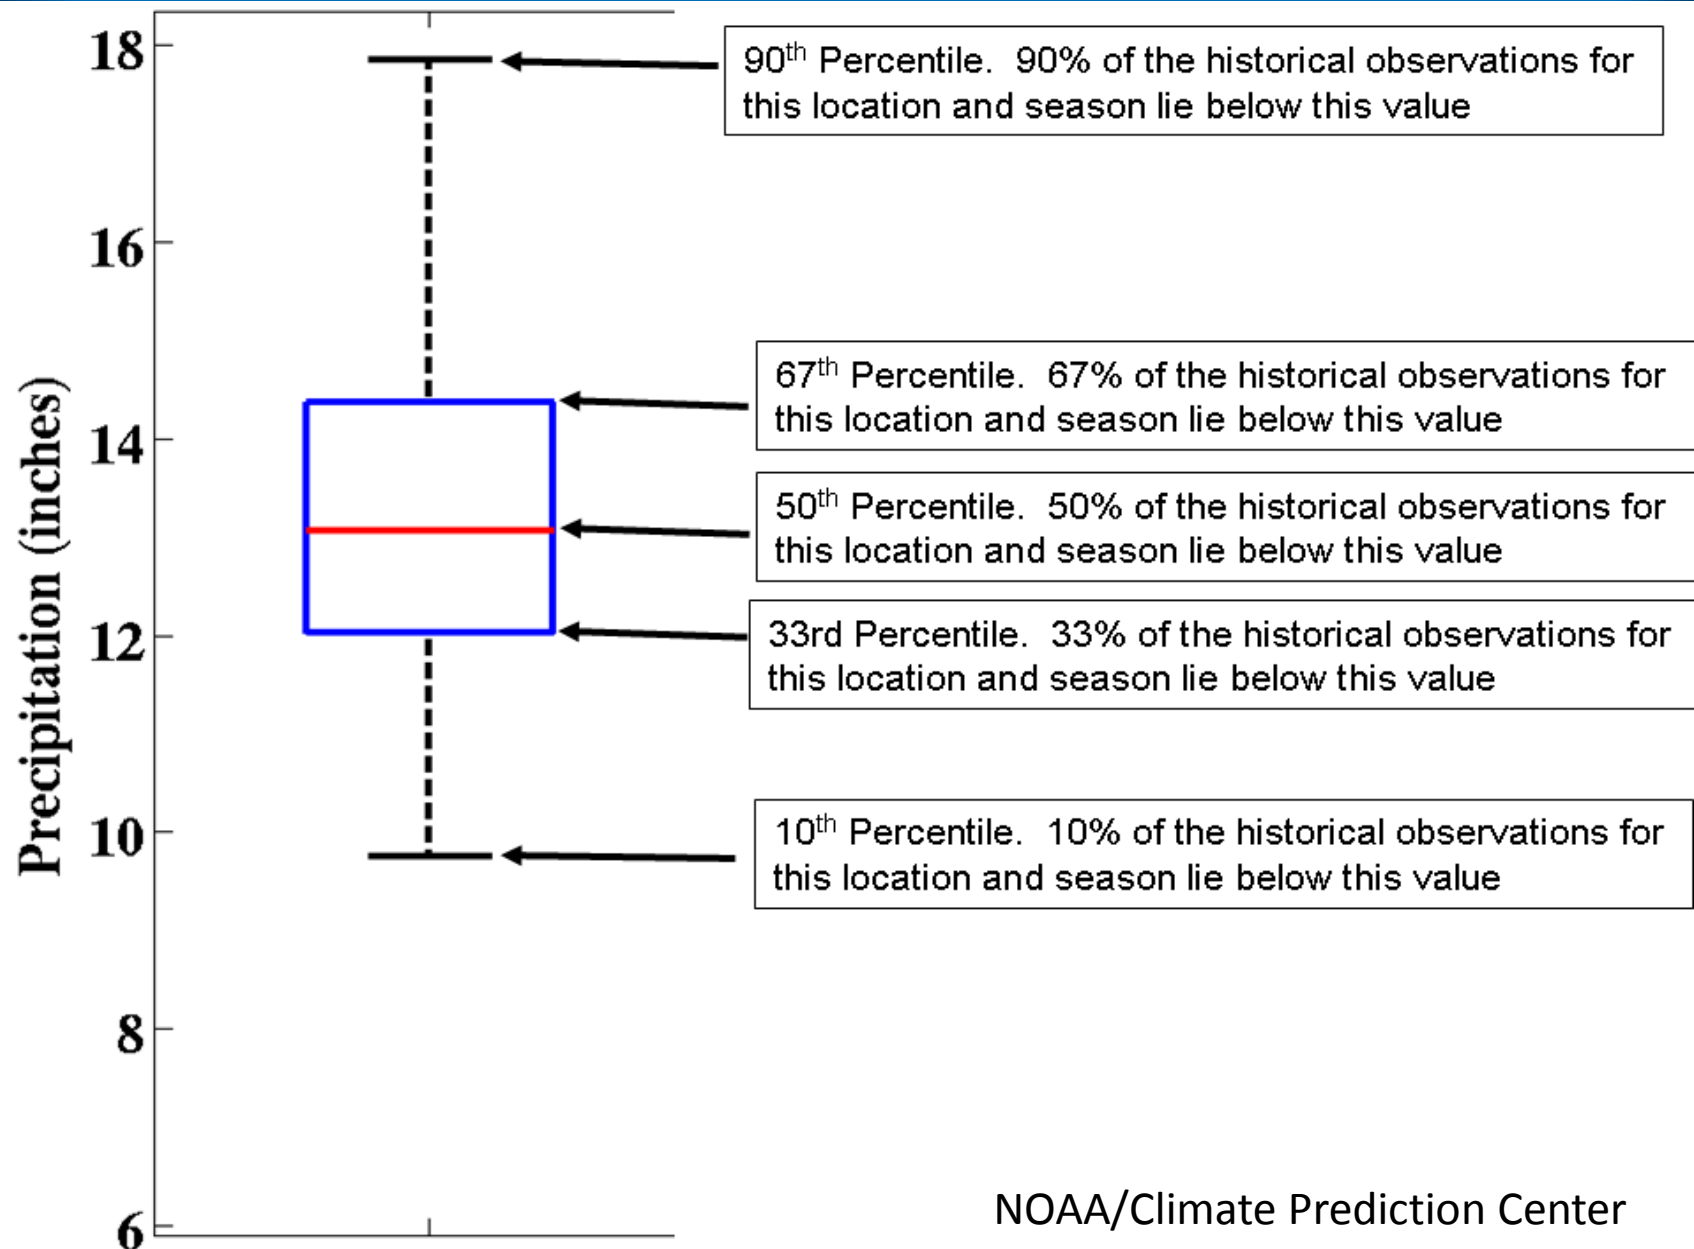 18
16
14
12
10
8
6
Precipitation (inches)
90th Percentile.  90% of the historical observations for
this location and season lie below this value
67th Percentile.  67% of the historical observations for
this location and season lie below this value
50th Percentile.  50% of the historical observations for
this location and season lie below this value
33rd Percentile.  33% of the historical observations for
this location and season lie below this value
10th Percentile.  10% of the historical observations for
this location and season lie below this value
NOAA/Climate Prediction Center